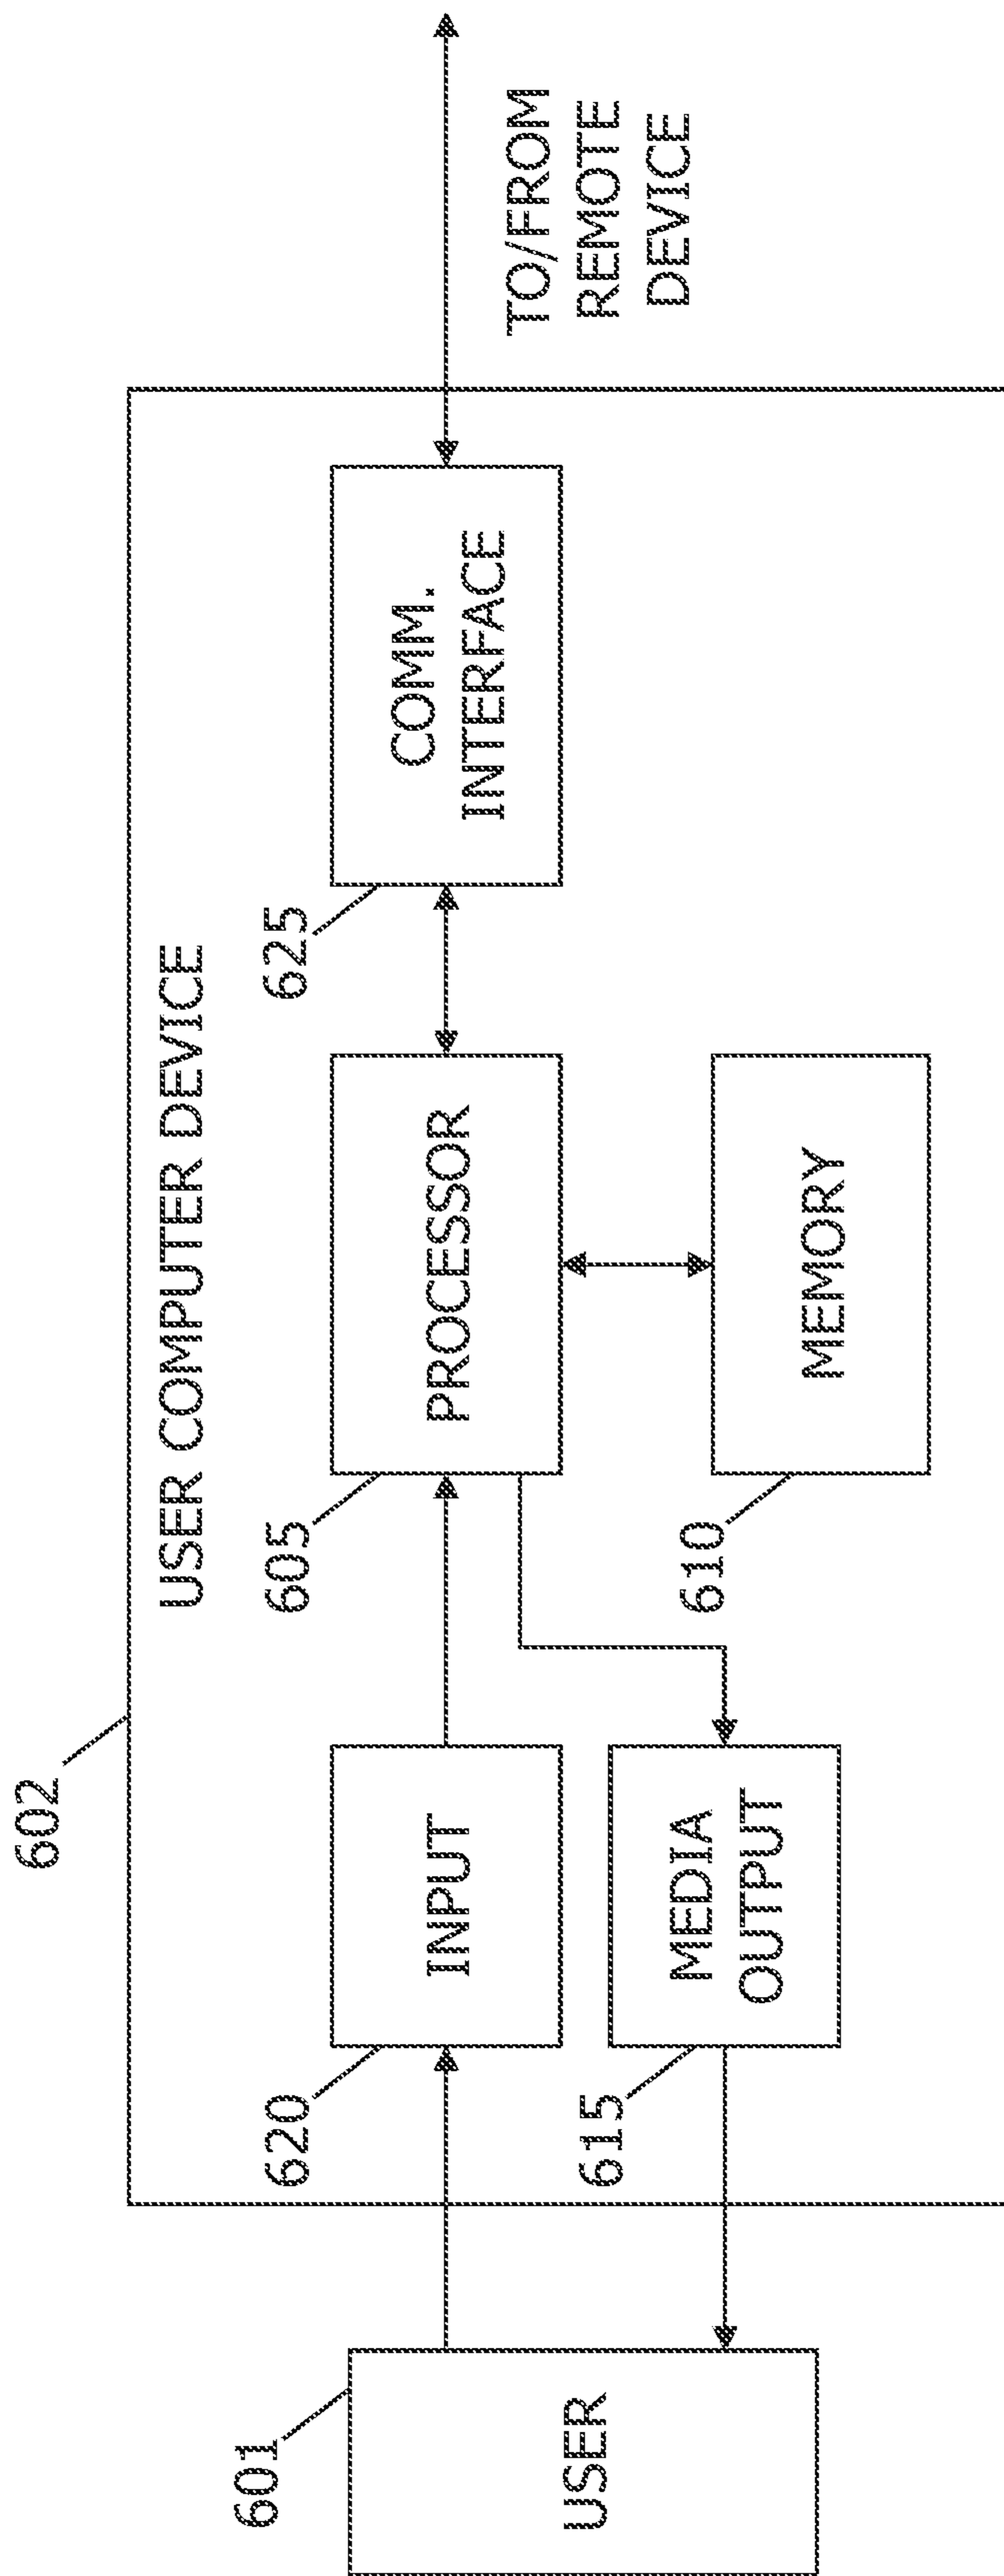 602
USER COMPUTER DEVICE
601
USER
620
INPUT
605
PROCESSOR
625
COMM.
INTERFACE
TO/FROM
REMOTE
DEVICE
615
MEDIA
OUTPUT
610
MEMORY